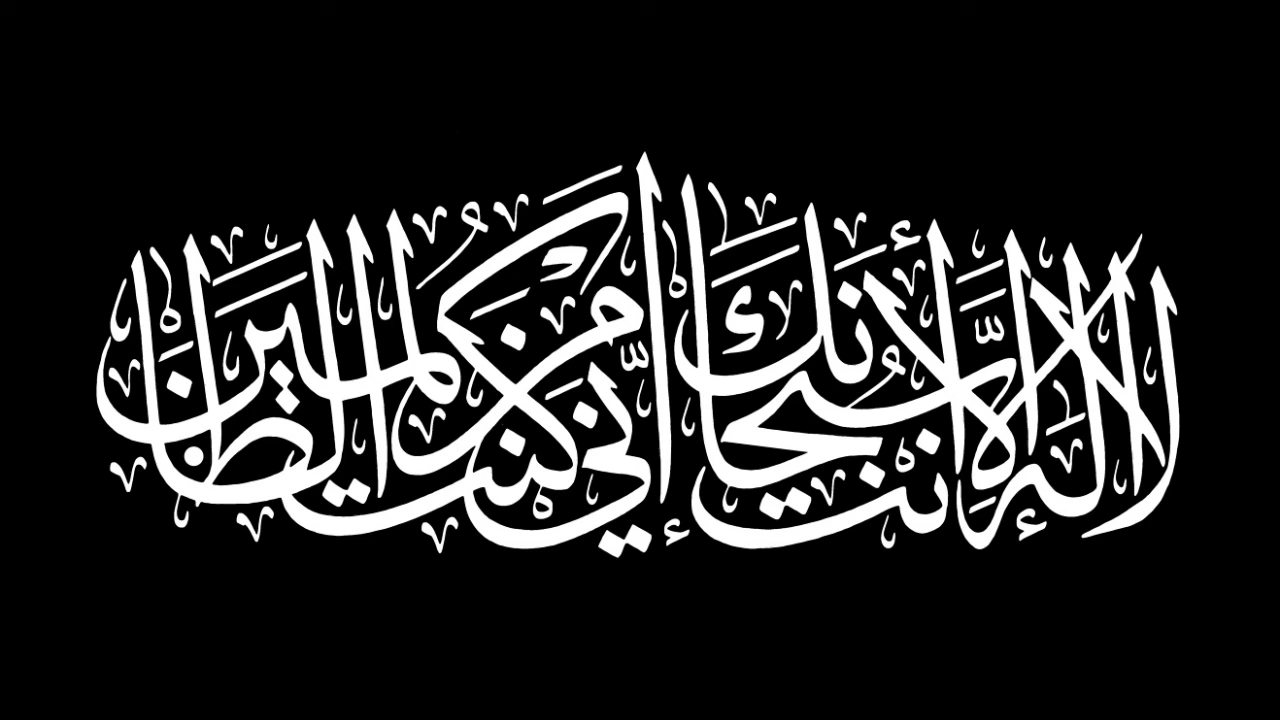 لا إله إلا أنت سبحانك إني كنت من الظالمين